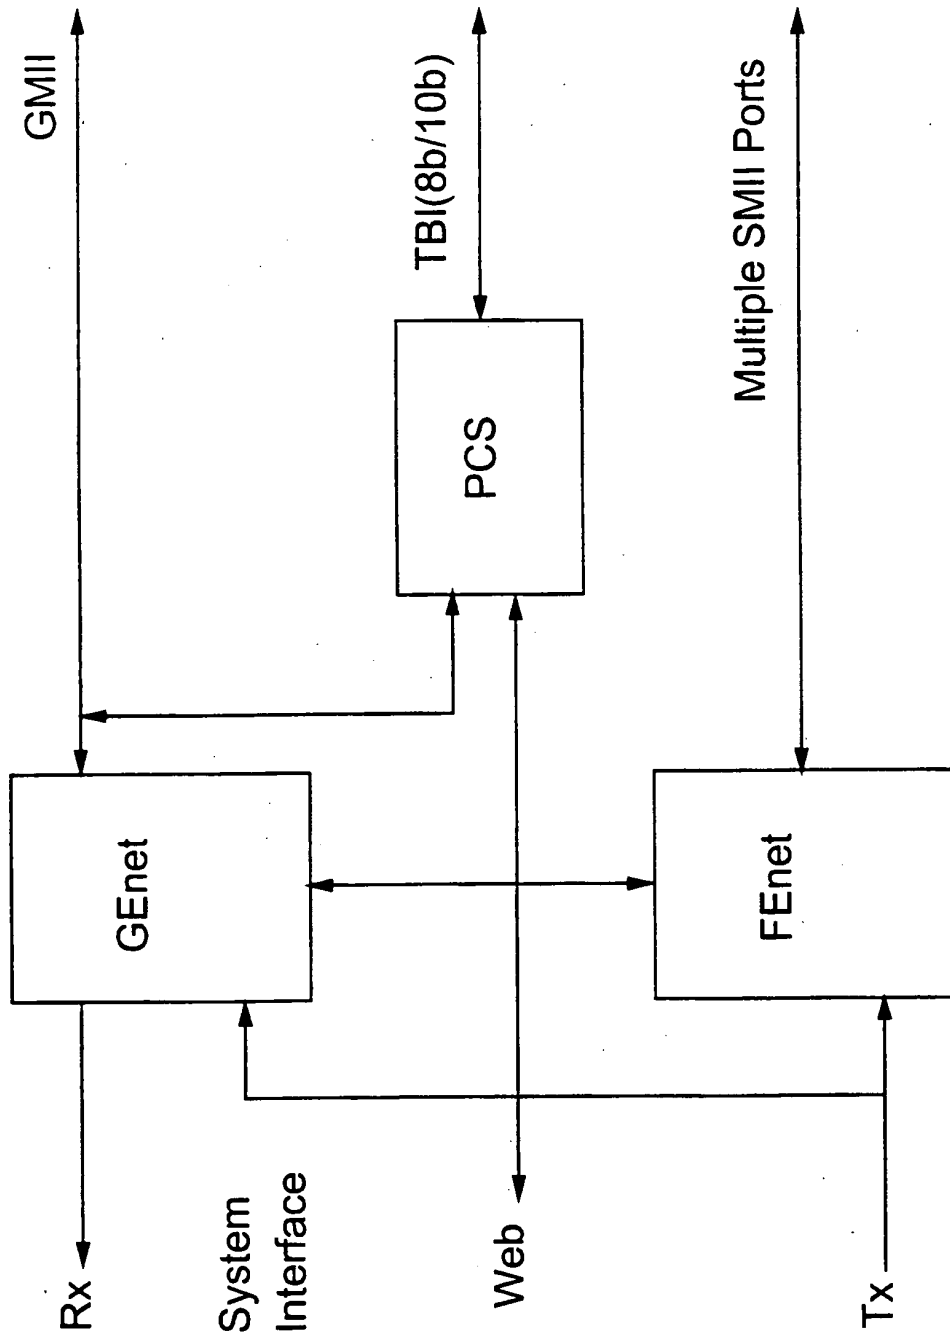 Rx
GEnet
GMII
System
Interface
PCS
TBI(8b/10b)
Web
Tx
FEnet
Multiple SMII Ports